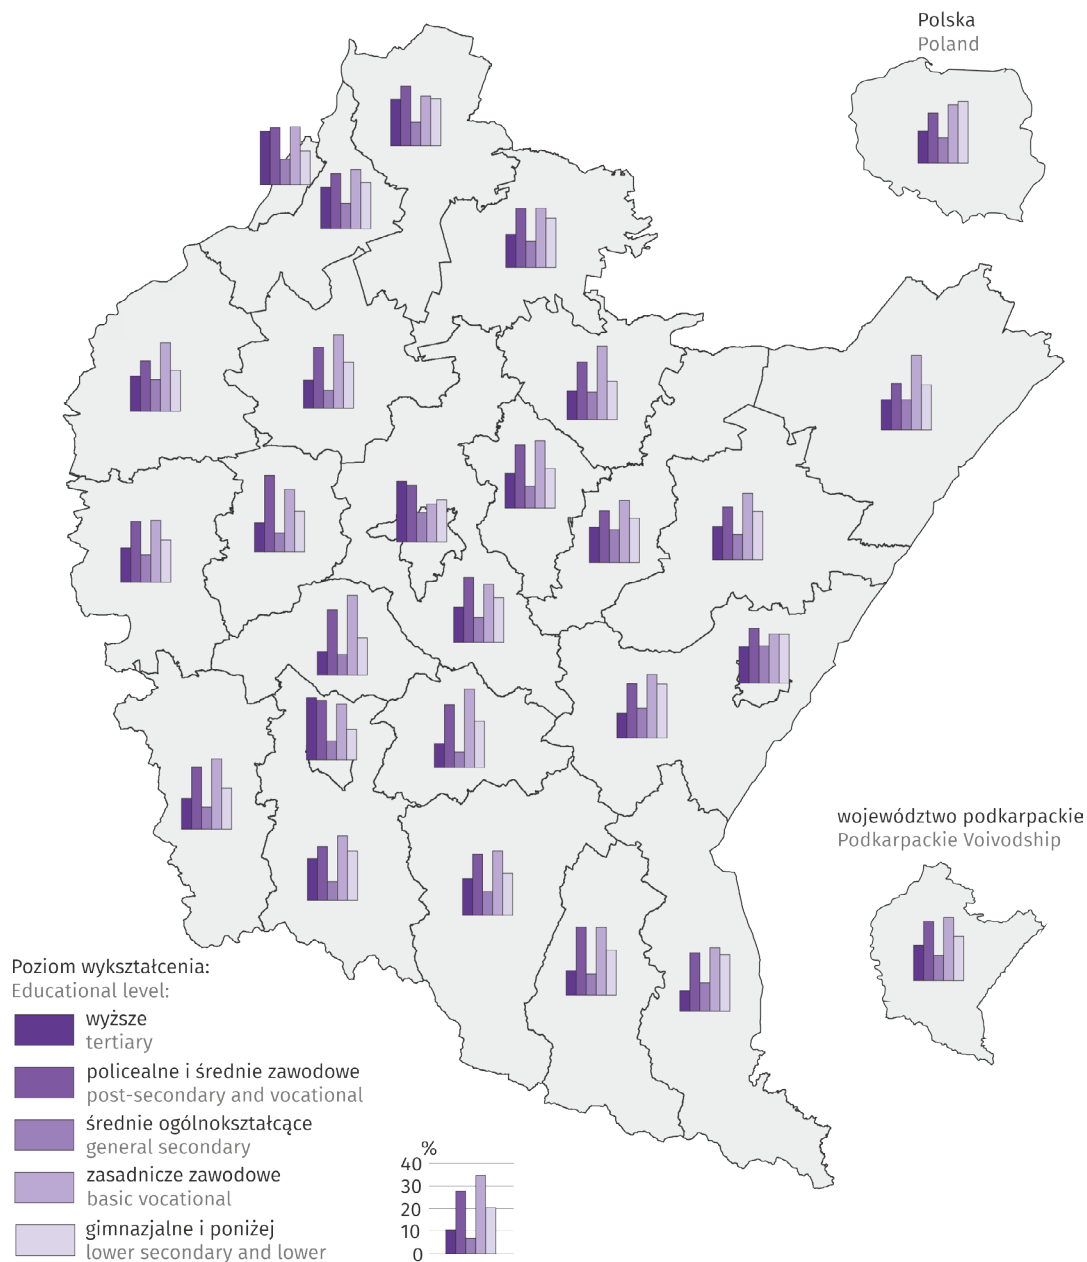 Polska
Poland
województwo podkarpackie
Podkarpackie Voivodship
Poziom wykształcenia:
Educational level:
wyższe
tertiary
policealne i średnie zawodowe
post-secondary and vocational
średnie ogólnokształcące
general secondary
zasadnicze zawodowe
basic vocational
gimnazjalne i poniżej
lower secondary and lower
%
40
30
20
10
0